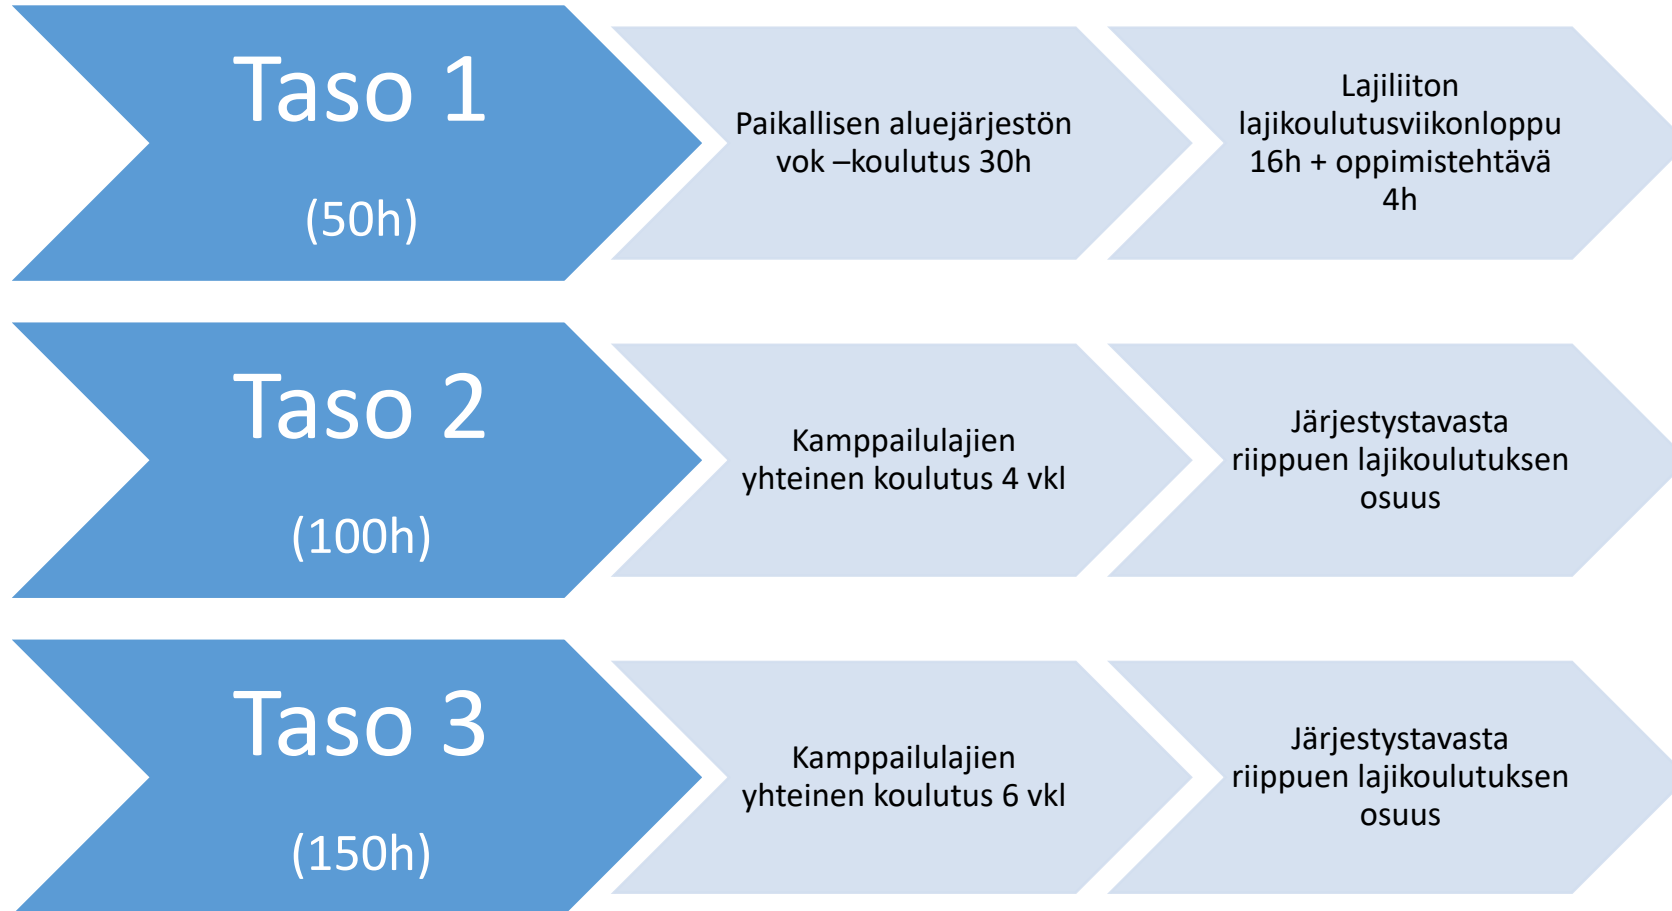 Taso 1
(50h)
Paikallisen aluejärjestön
vok –koulutus 30h
Lajiliiton
lajikoulutusviikonloppu
16h + oppimistehtävä
4h
Taso 2
(100h)
Kamppailulajien
yhteinen koulutus 4 vkl
Järjestystavasta
riippuen lajikoulutuksen
osuus
Taso 3
(150h)
Kamppailulajien
yhteinen koulutus 6 vkl
Järjestystavasta
riippuen lajikoulutuksen
osuus